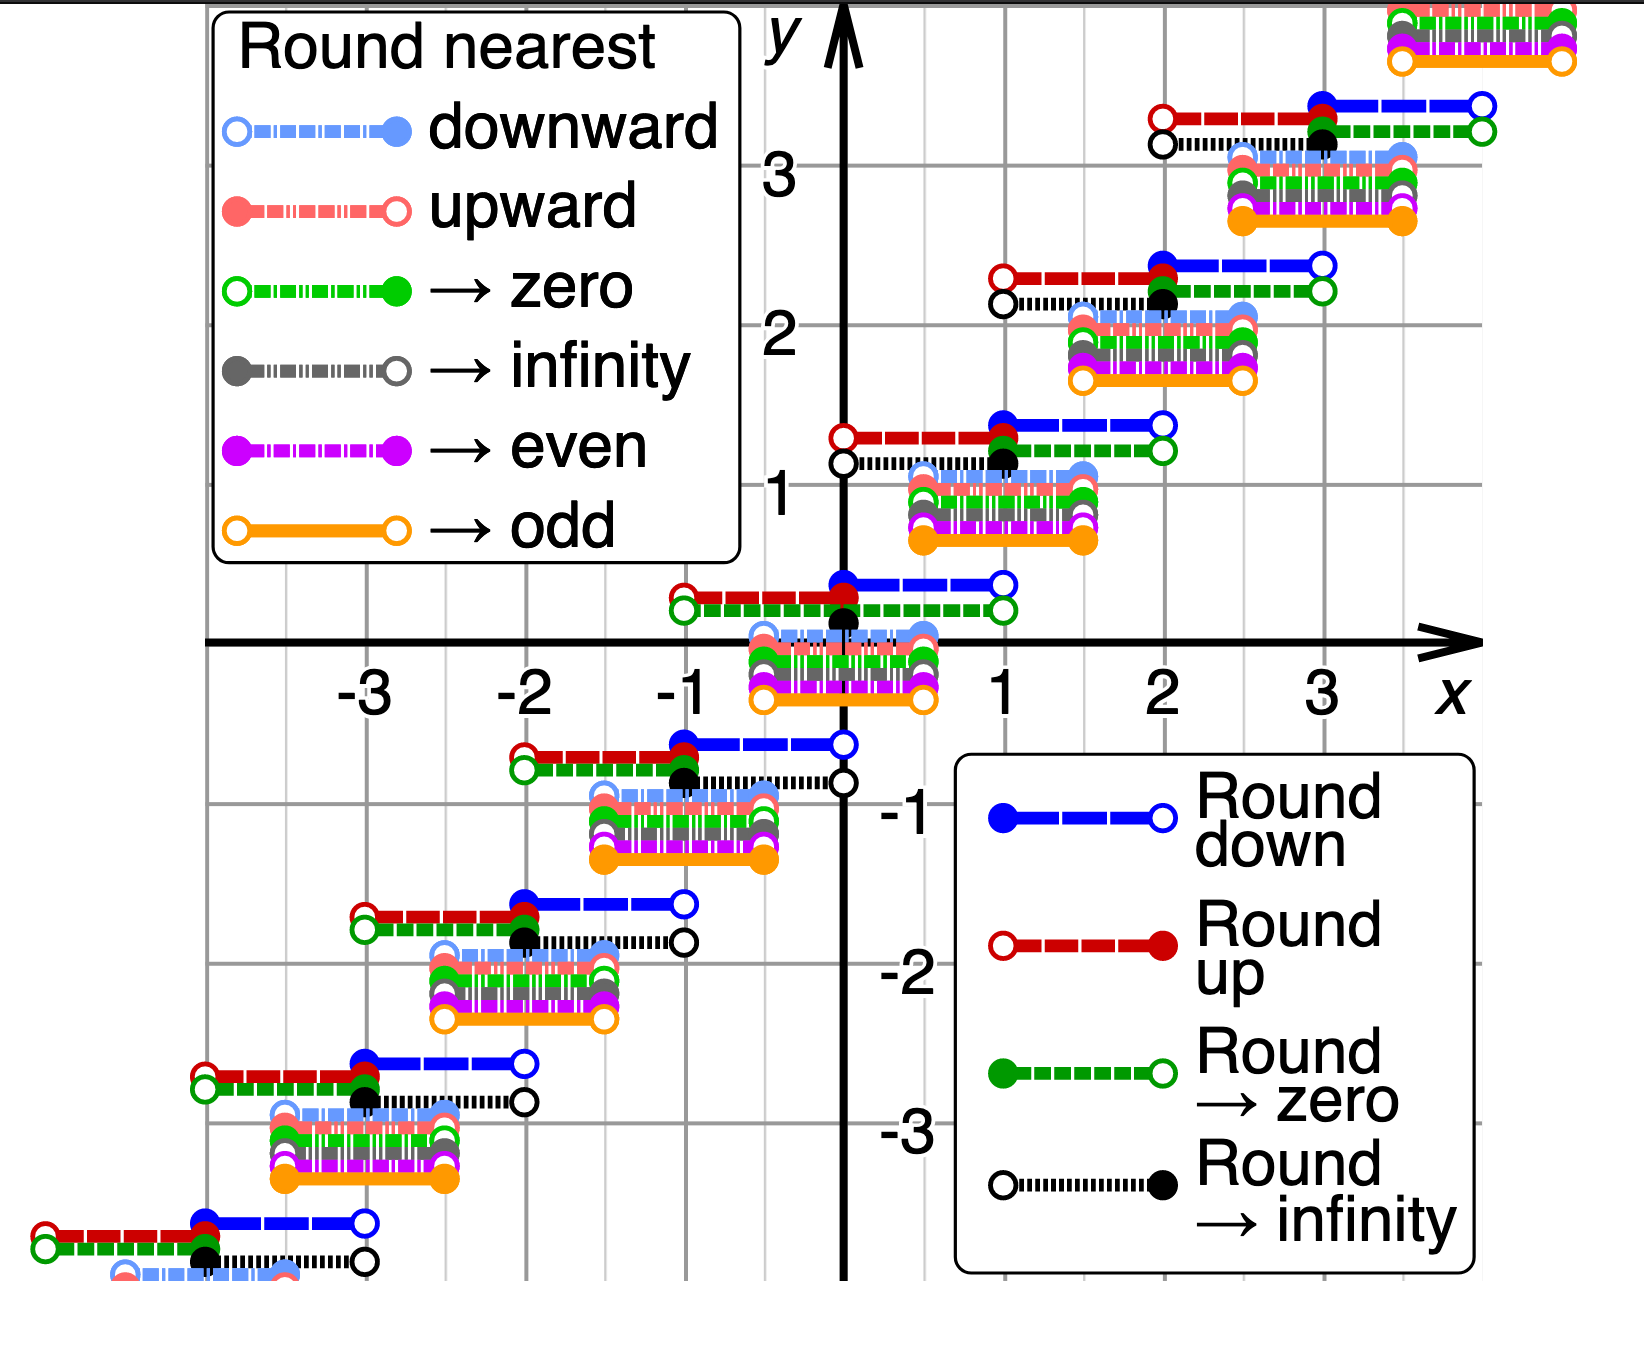 Round nearest
downward
upward
→ zero
→ infinity
→ even
→ odd
y
3
2
1
-3 -2 -1 1 2 3 x
-1
-2
-3
Round
down
Round
up
Round
→ zero
Round
→ infinity